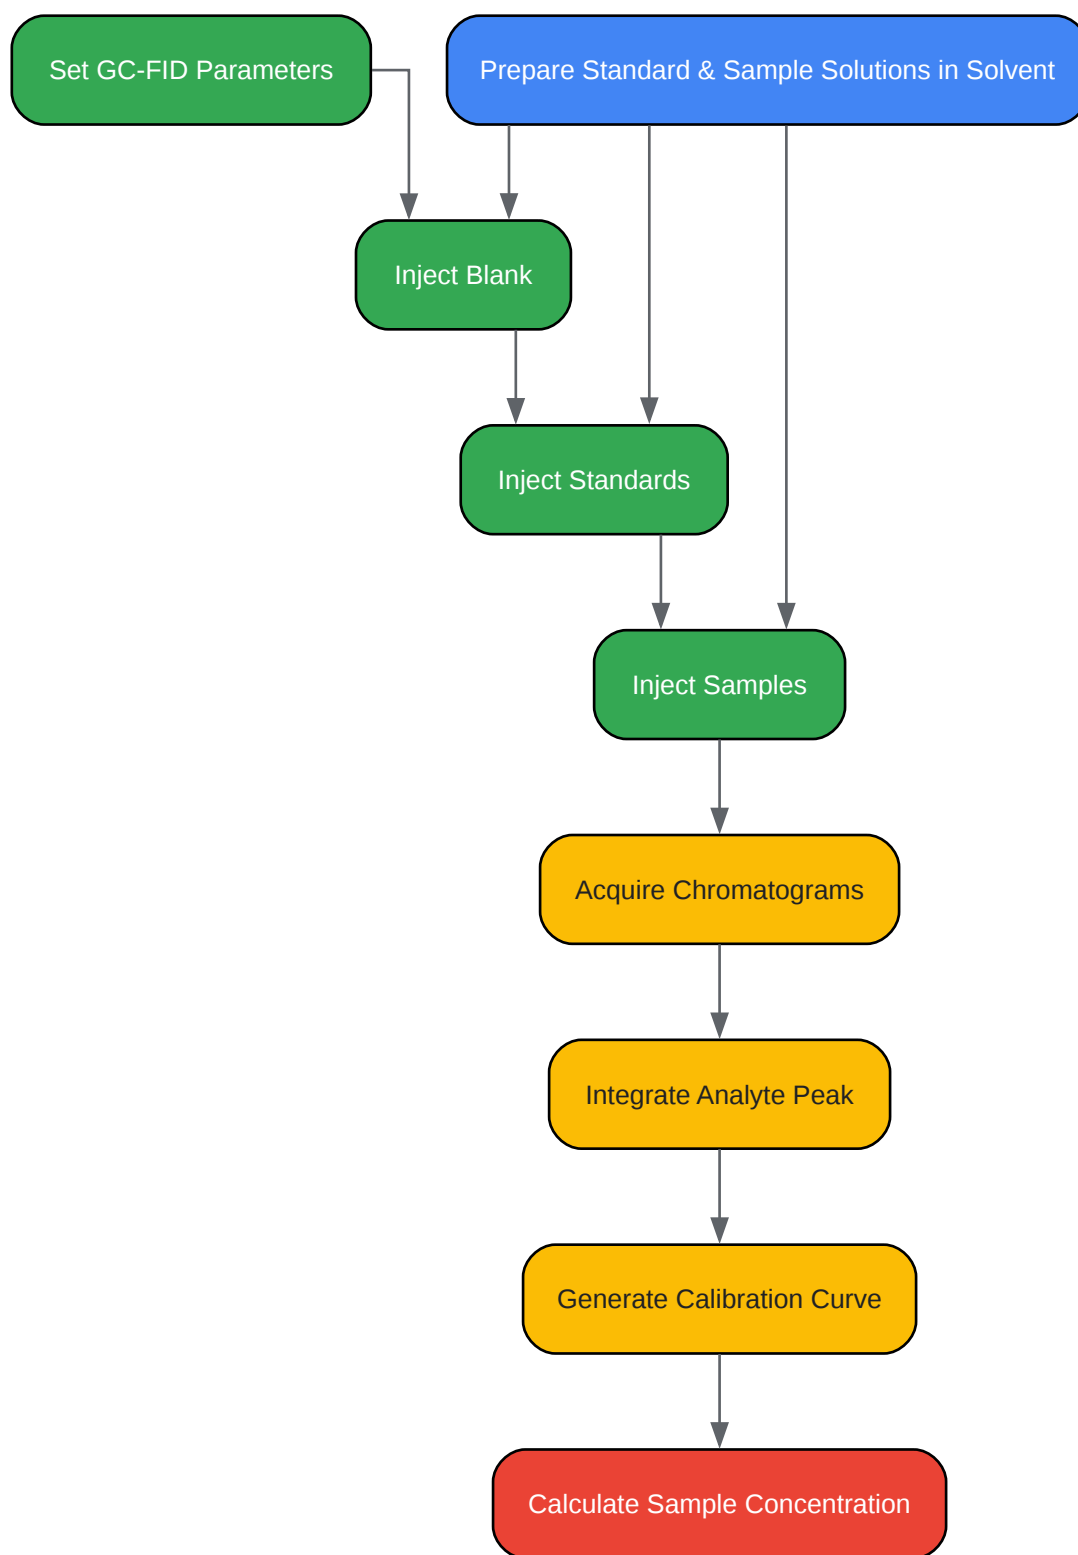 Set GC-FID Parameters
Prepare Standard & Sample Solutions in Solvent
Inject Blank
Inject Standards
Inject Samples
Acquire Chromatograms
Integrate Analyte Peak
Generate Calibration Curve
Calculate Sample Concentration